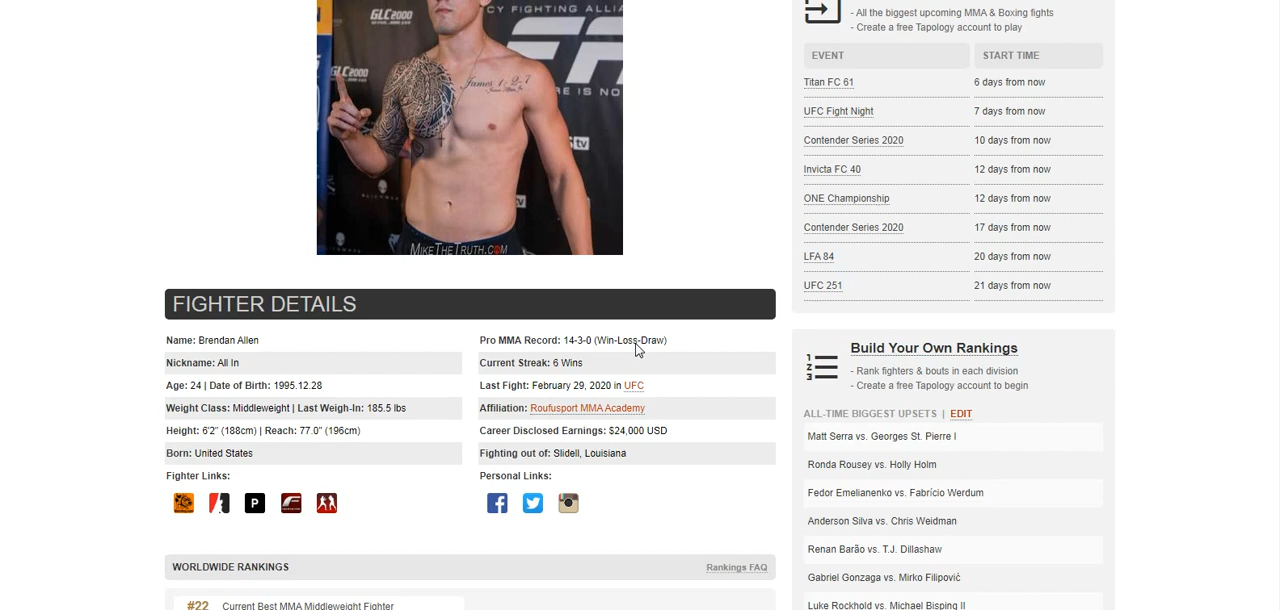 CY FIGHTING ALLIA
GLC2000
GLC2000
FF
James 1:2-7
E IS NO
tv
tv
MIKETHETRUTH.COM
FIGHTER DETAILS
Name: Brendan Allen
Nickname: All In
Age: 24 | Date of Birth: 1995.12.28
Weight Class: Middleweight | Last Weigh-In: 185.5 lbs
Height: 6'2" (188cm) | Reach: 77.0" (196cm)
Born: United States
Fighter Links:
P
Pro MMA Record: 14-3-0 (Win-Loss-Draw)
Current Streak: 6 Wins
Last Fight: February 29, 2020 in UFC
Affiliation: Roufusport MMA Academy
Career Disclosed Earnings: $24,000 USD
Fighting out of: Slidell, Louisiana
Personal Links:
WORLDWIDE RANKINGS
Rankings FAQ
#22 Current Best MMA Middleweight Fighter
- All the biggest upcoming MMA & Boxing fights
- Create a free Tapology account to play
EVENT START TIME
Titan FC 61 6 days from now
UFC Fight Night 7 days from now
Contender Series 2020 10 days from now
Invicta FC 40 12 days from now
ONE Championship 12 days from now
Contender Series 2020 17 days from now
LFA 84 20 days from now
UFC 251 21 days from now
1
2
3
Build Your Own Rankings
- Rank fighters & bouts in each division
- Create a free Tapology account to begin
ALL-TIME BIGGEST UPSETS | EDIT
Matt Serra vs. Georges St. Pierre I
Ronda Rousey vs. Holly Holm
Fedor Emelianenko vs. Fabrício Werdum
Anderson Silva vs. Chris Weidman
Renan Barão vs. T.J. Dillashaw
Gabriel Gonzaga vs. Mirko Filipovič
Luke Rockhold vs. Michael Bisping II